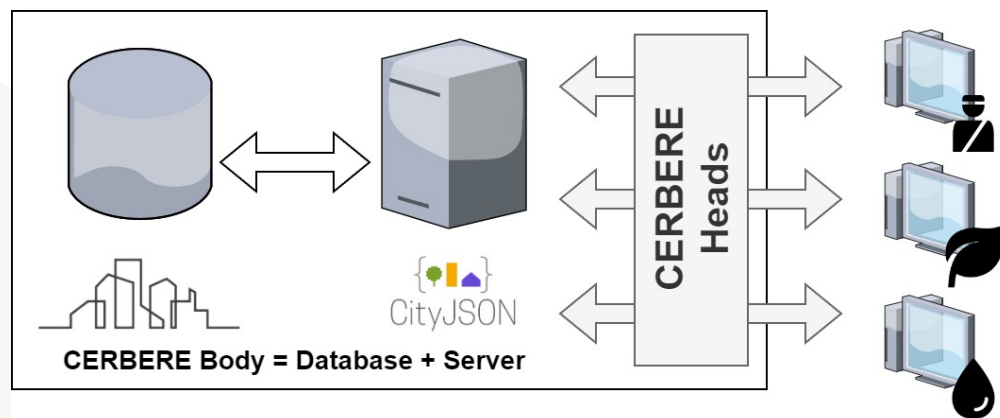 CERBERE
Heads
CityJSON
CERBERE Body = Database + Server